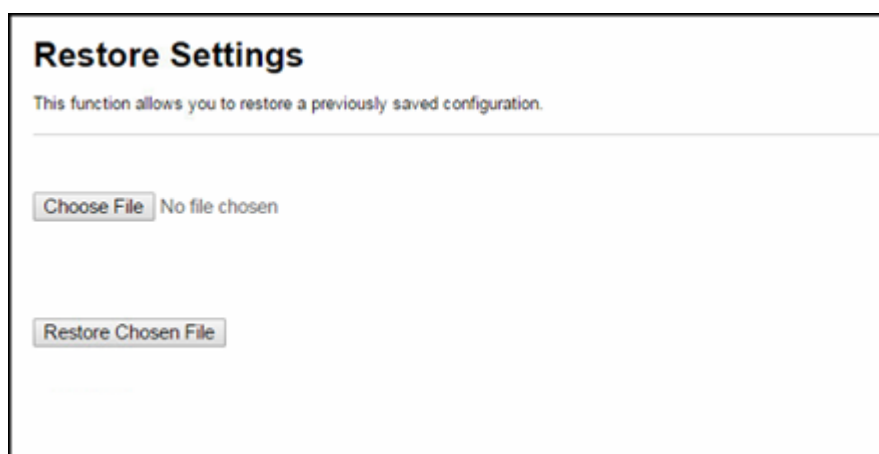 Restore Settings
This function allows you to restore a previously saved configuration.
Choose File No file chosen
Restore Chosen File